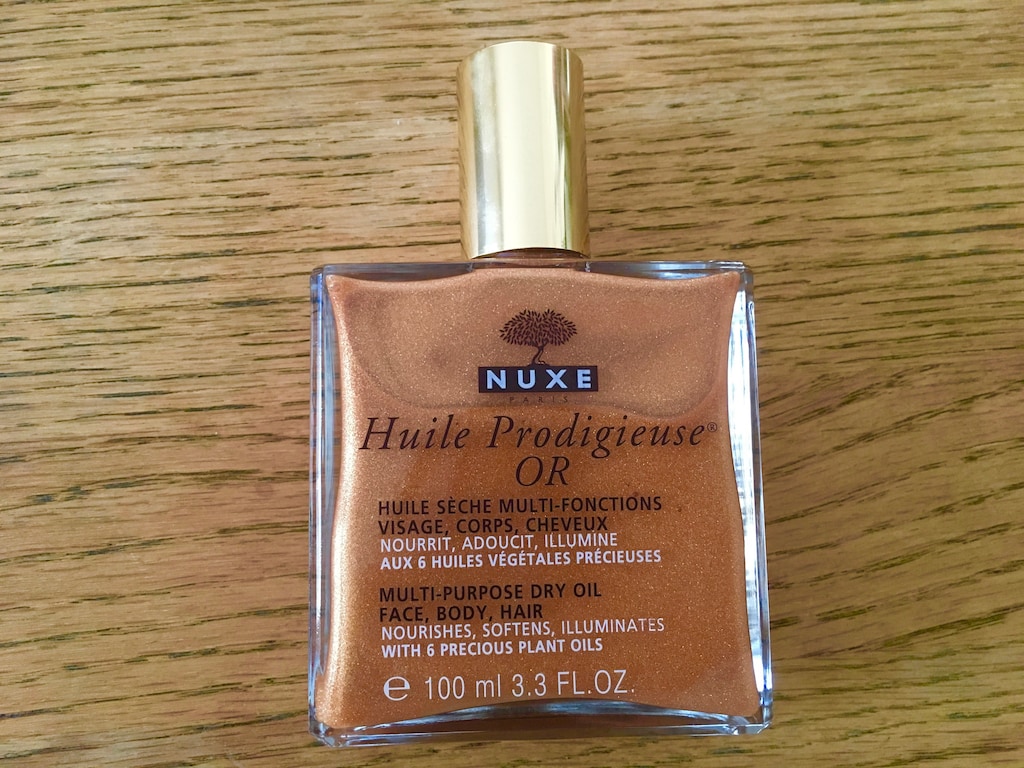 NUXE
PARIS
Huile Prodigieuse®
OR
HUILE SÈCHE MULTI-FONCTIONS
VISAGE, CORPS, CHEVEUX
NOURRIT, ADOUCIT, ILLUMINE
AUX 6 HUILES VÉGÉTALES PRÉCIEUSES
MULTI-PURPOSE DRY OIL
FACE, BODY, HAIR
NOURISHES, SOFTENS, ILLUMINATES
WITH 6 PRECIOUS PLANT OILS
℮ 100 ml 3.3 FL.OZ.